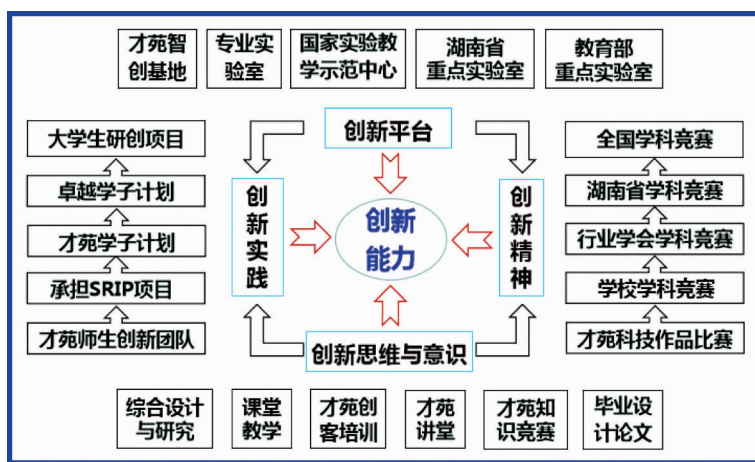 才苑智
创基地
专业实
验室
国家实验教
学示范中心
湖南省
重点实验室
教育部
重点实验室
大学生研创项目
卓越学子计划
才苑学子计划
承担SRIP项目
才苑师生创新团队
创新平台
创新实践
创新
能力
创新精神
创新思维与意识
全国学科竞赛
湖南省学科竞赛
行业学会学科竞赛
学校学科竞赛
才苑科技作品比赛
综合设计
与研究
课堂
教学
才苑创
客培训
才苑
讲堂
才苑知
识竞赛
毕业设
计论文